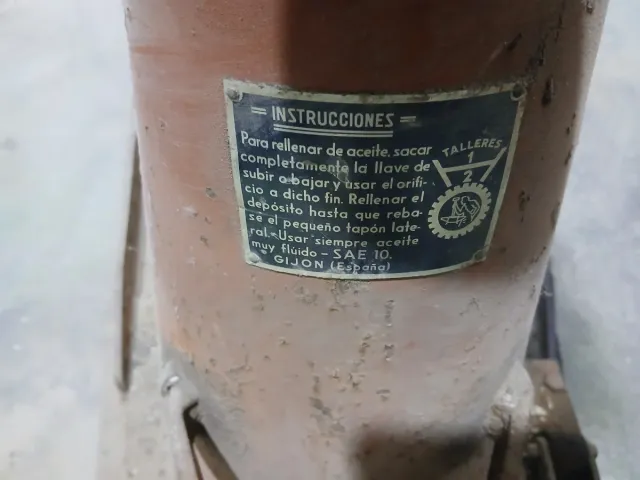 = INSTRUCCIONES =
Para rellenar de aceite, sacar
completamente la llave de
subir o bajar y usar el orifi-
cio a dicho fin. Rellenar el
depósito hasta que reba-
se el pequeño tapón late-
ral. Usar siempre aceite
muy flúido - SAE 10.
GIJON (España)
TALLERES
1
2